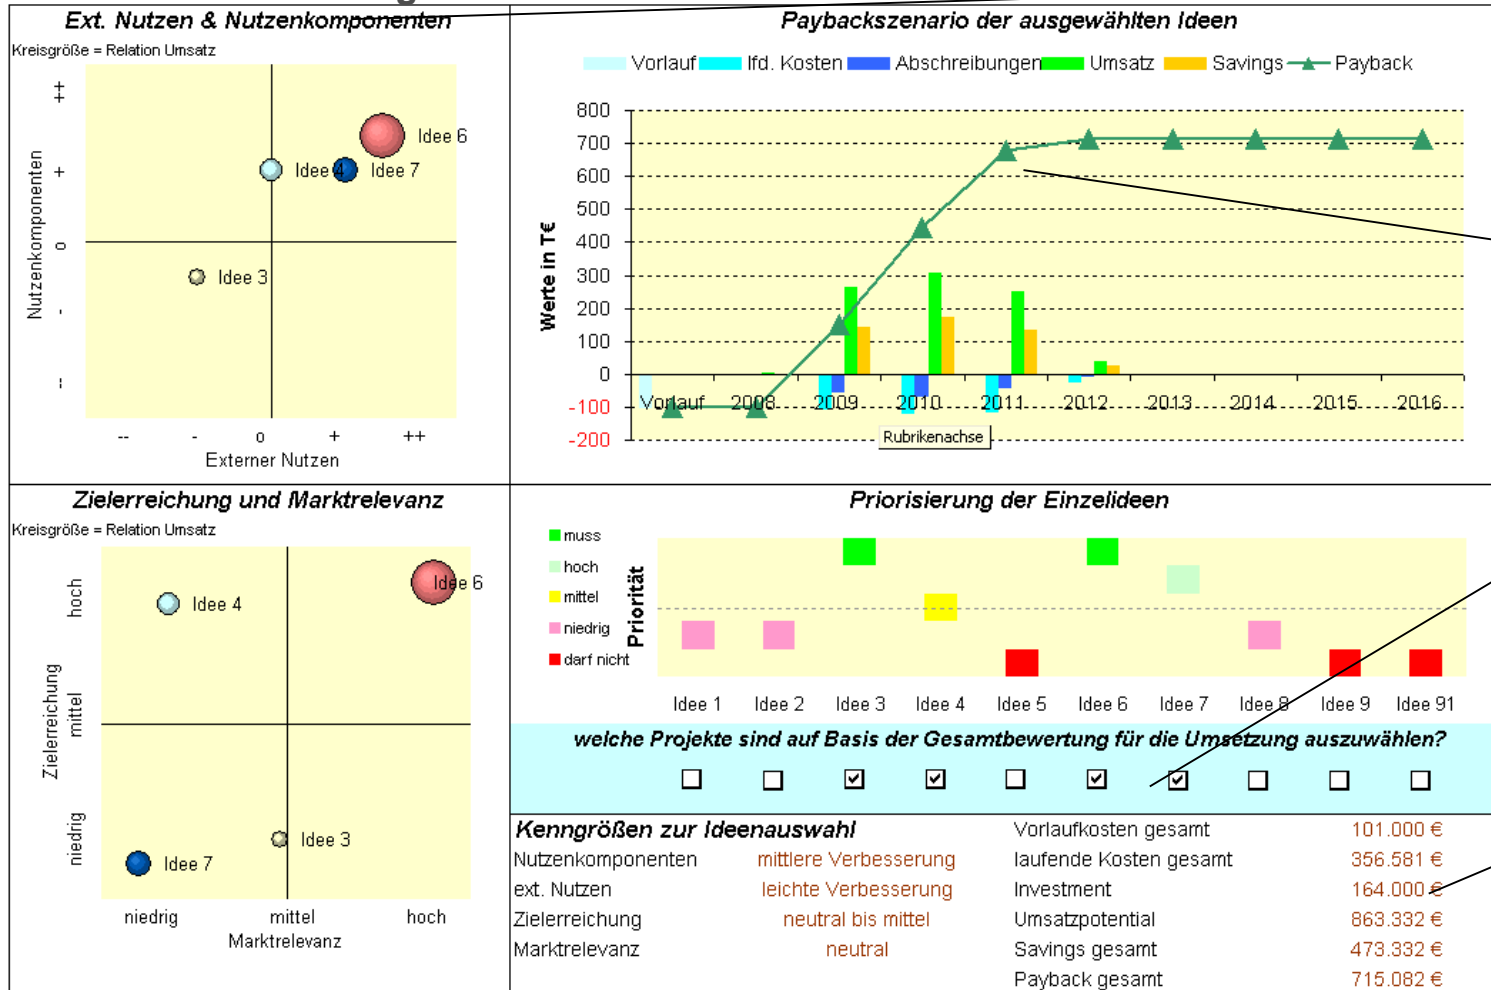 Ext. Nutzen & Nutzenkomponenten
Kreisgröße = Relation Umsatz
++
+
o
-
--
Nutzenkomponenten
Idee 6
Idee 4
Idee 7
Idee 3
-- - o + ++
Externer Nutzen
Paybackszenario der ausgewählten Ideen
Vorlauf lfd. Kosten Abschreibungen Umsatz Savings Payback
Werte in T€
800
700
600
500
400
300
200
100
0
-100
-200
Vorlauf 2008 2009 2010 2011 2012 2013 2014 2015 2016
Rubrikenachse
Zielerreichung und Marktrelevanz
Kreisgröße = Relation Umsatz
Zielerreichung
hoch
mittel
niedrig
Idee 6
Idee 4
Idee 3
Idee 7
niedrig mittel hoch
Marktrelevanz
Priorisierung der Einzelideen
muss
hoch
mittel
niedrig
darf nicht
Priorität
Idee 1 Idee 2 Idee 3 Idee 4 Idee 5 Idee 6 Idee 7 Idee 8 Idee 9 Idee 91
welche Projekte sind auf Basis der Gesamtbewertung für die Umsetzung auszuwählen?
Kenngrößen zur Ideenauswahl
Nutzenkomponenten mittlere Verbesserung
ext. Nutzen leichte Verbesserung
Zielerreichung neutral bis mittel
Marktrelevanz neutral
Vorlaufkosten gesamt 101.000 €
laufende Kosten gesamt 356.581 €
Investment 164.000 €
Umsatzpotential 863.332 €
Savings gesamt 473.332 €
Payback gesamt 715.082 €